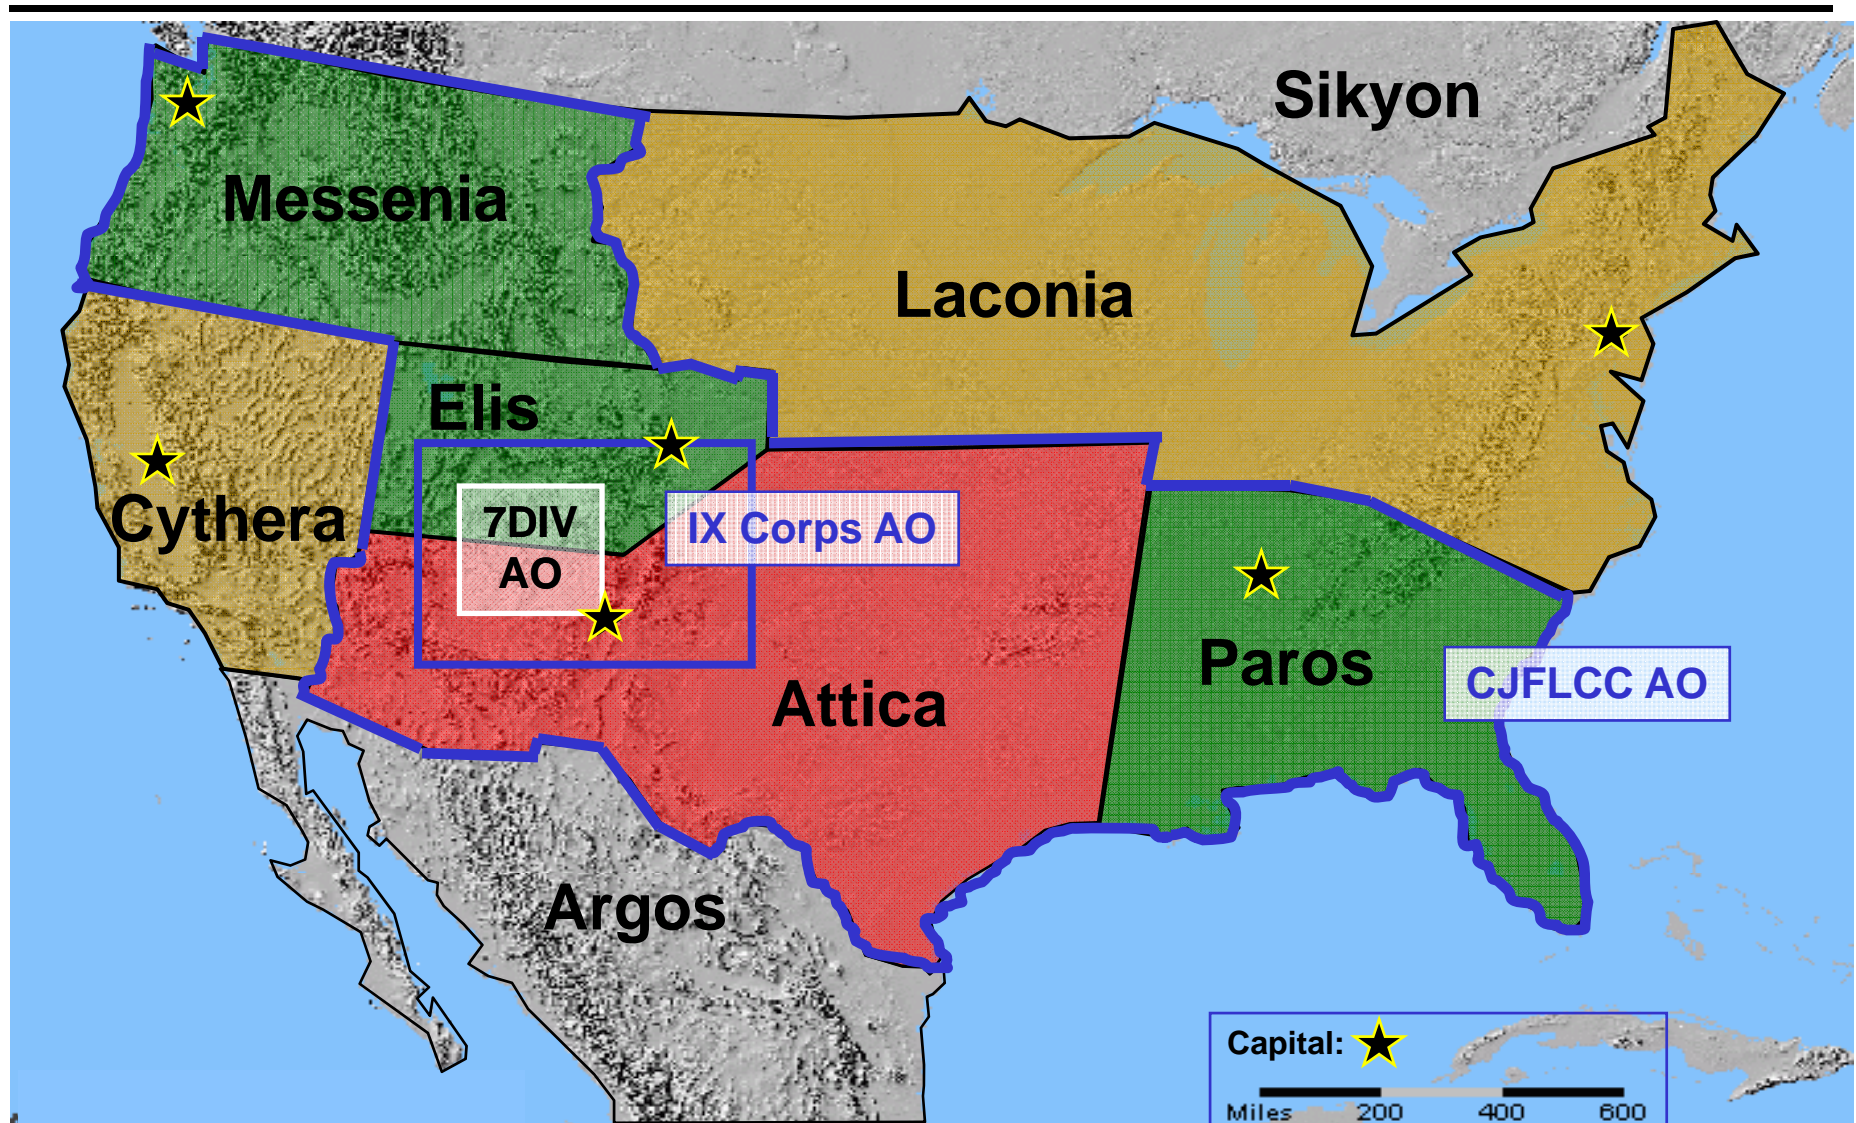 Sikyon
Messenia
Laconia
Elis
Cythera
7DIV
AO
IX Corps AO
Paros
CJFLCC AO
Attica
Argos
Capital:
Miles 200 400 600